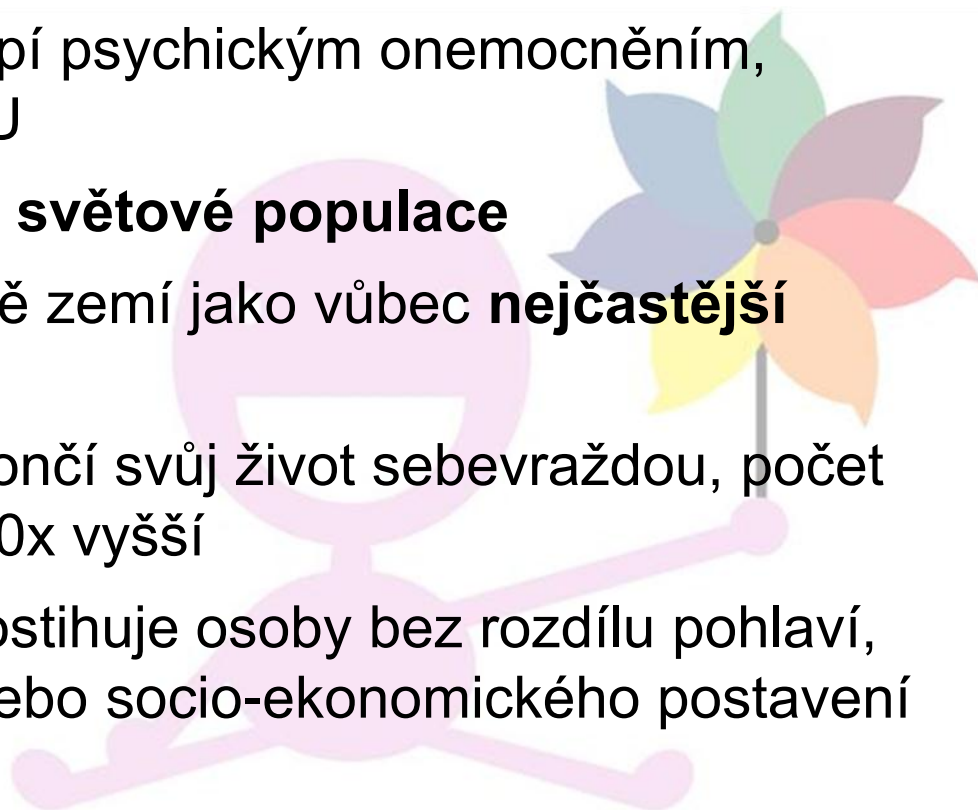 pí psychickým onemocněním,
U
světové populace
ě zemí jako vůbec nejčastější
ončí svůj život sebevraždou, počet
0x vyšší
ostihuje osoby bez rozdílu pohlaví,
ebo socio-ekonomického postavení